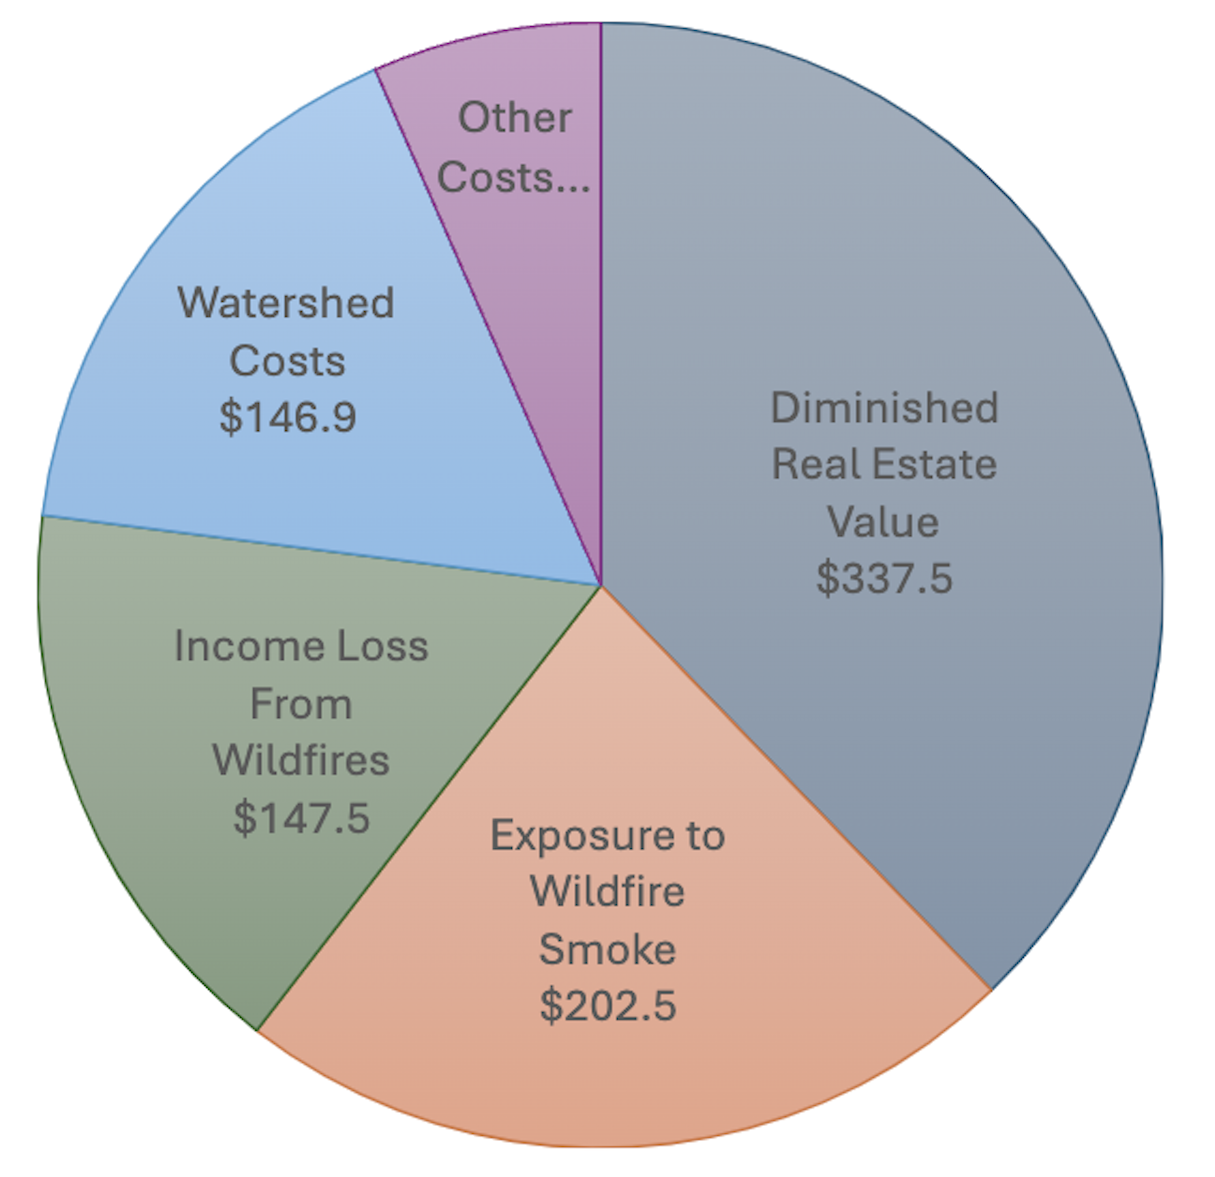 Other
Costs...
Diminished
Real Estate
Value
$337.5
Exposure to
Wildfire
Smoke
$202.5
Income Loss
From
Wildfires
$147.5
Watershed
Costs
$146.9